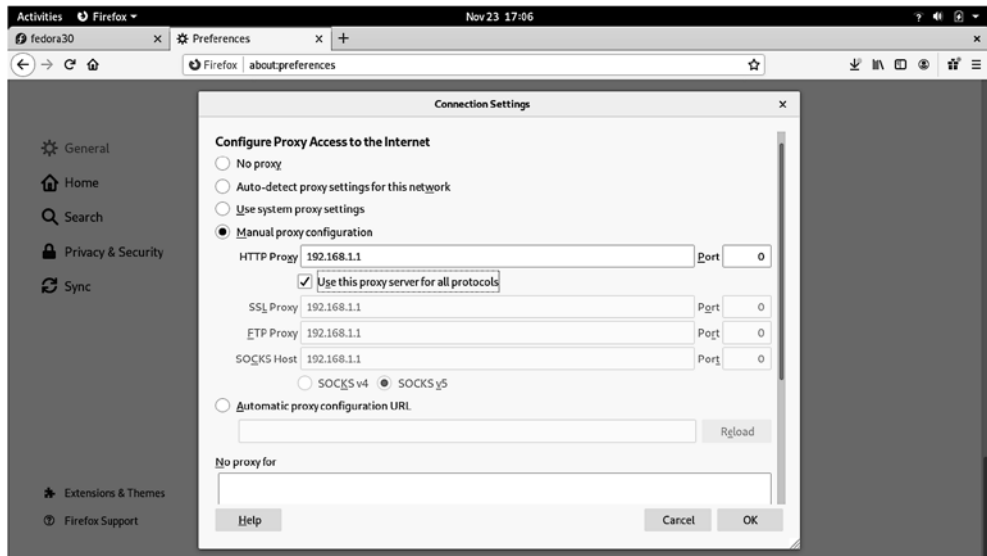 Activities Firefox Nov 23 17:06
fedora30 × Preferences × + ×
Firefox about:preferences
Connection Settings ×
Configure Proxy Access to the Internet
General
No proxy
Home
Auto-detect proxy settings for this network
Search
Use system proxy settings
Manual proxy configuration
Privacy & Security
HTTP Proxy 192.168.1.1 Port 0
Use this proxy server for all protocols
Sync
SSL Proxy 192.168.1.1 Port 0
FTP Proxy 192.168.1.1 Port 0
SOCKS Host 192.168.1.1 Port 0
SOCKS v4 SOCKS v5
Automatic proxy configuration URL
Reload
No proxy for
Extensions & Themes
Firefox Support
Help Cancel OK